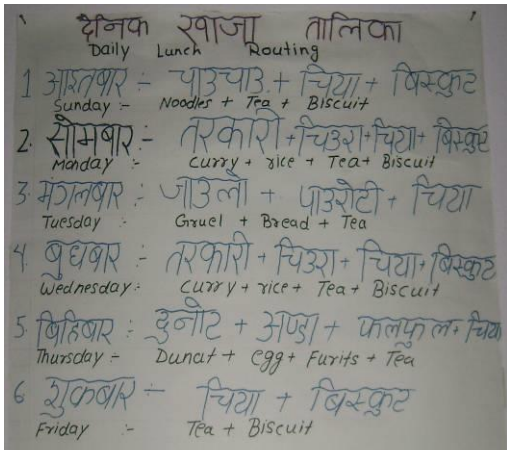 दैनिक खाजा तालिका
Daily Lunch Routing
1 आइतबार :- चाउचाउ + चिया + बिस्कुट
Sunday :- Noodles + Tea + Biscuit
2. सोमबार :- तरकारी + चिउरा + चिया + बिस्कुट
Manday :- Curry + rice + Tea + Biscuit
3. मंगलबार :- जाउलो + पाउरोटी + चिया
Tuesday :- Gruel + Bread + Tea
4. बुधबार :- तरकारी + चिउरा + चिया + बिस्कुट
Wednesday :- Curry + rice + Tea + Biscuit
5. बिहिबार :- डुनोट + अण्डा + फलफुल + चिया
Thursday :- Dunat + egg + Furits + Tea
6 शुक्रबार :- चिया + बिस्कुट
Friday :- Tea + Biscuit